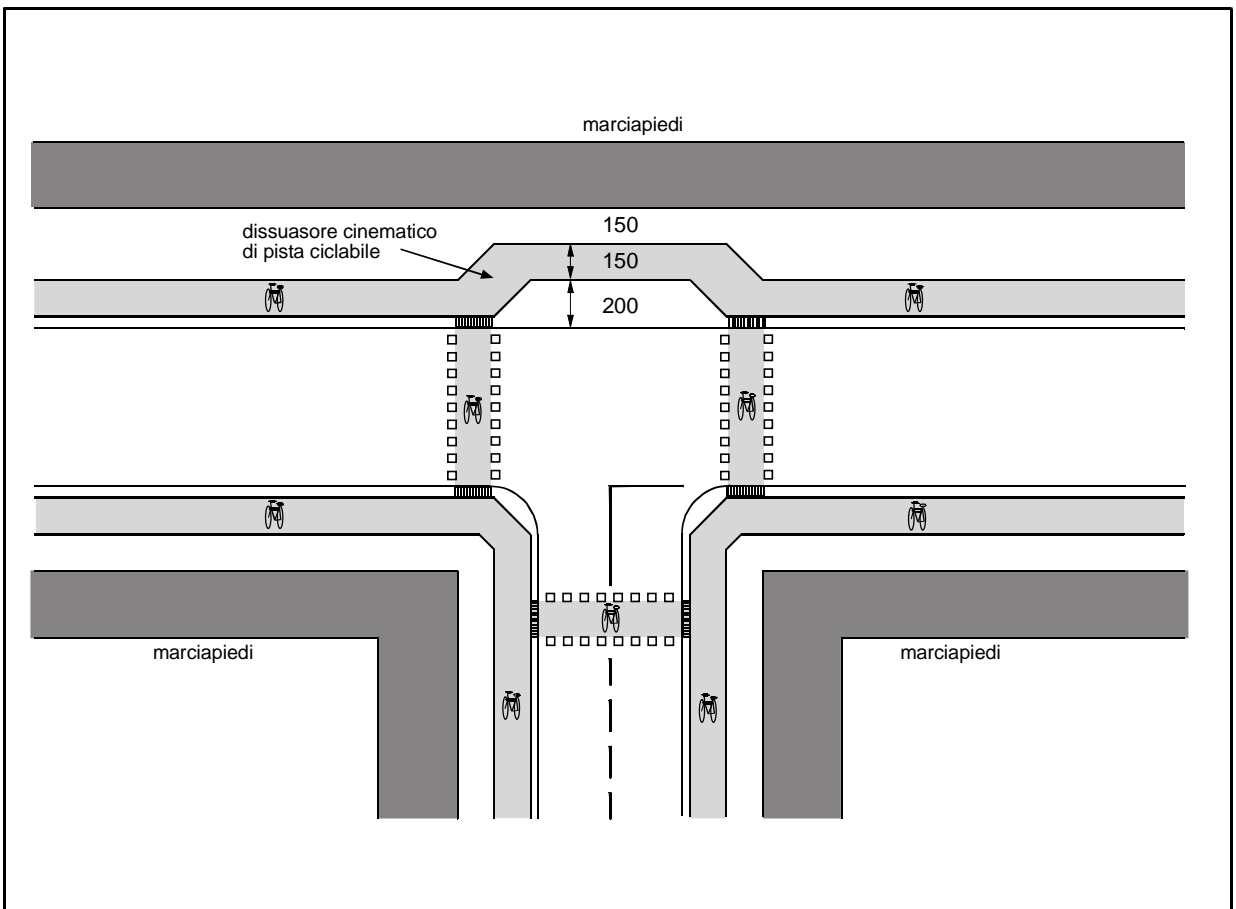 marciapiedi
150
dissuasore cinematico
di pista ciclabile
150
200
marciapiedi
marciapiedi